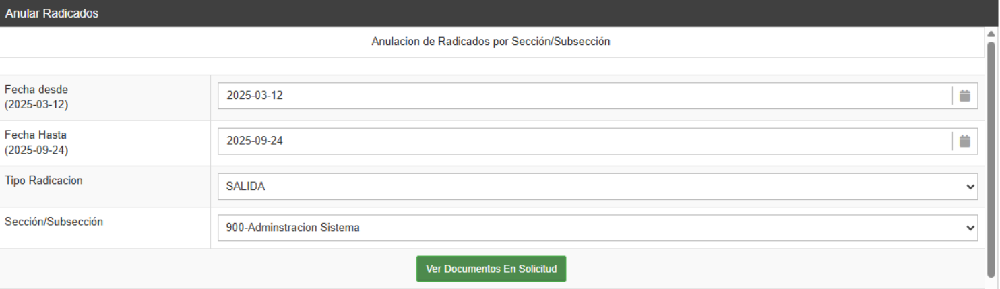 Anular Radicados
Anulacion de Radicados por Sección/Subsección
Fecha desde
(2025-03-12)
2025-03-12
Fecha Hasta
(2025-09-24)
2025-09-24
Tipo Radicacion
SALIDA
Sección/Subsección
900-Adminstracion Sistema
Ver Documentos En Solicitud